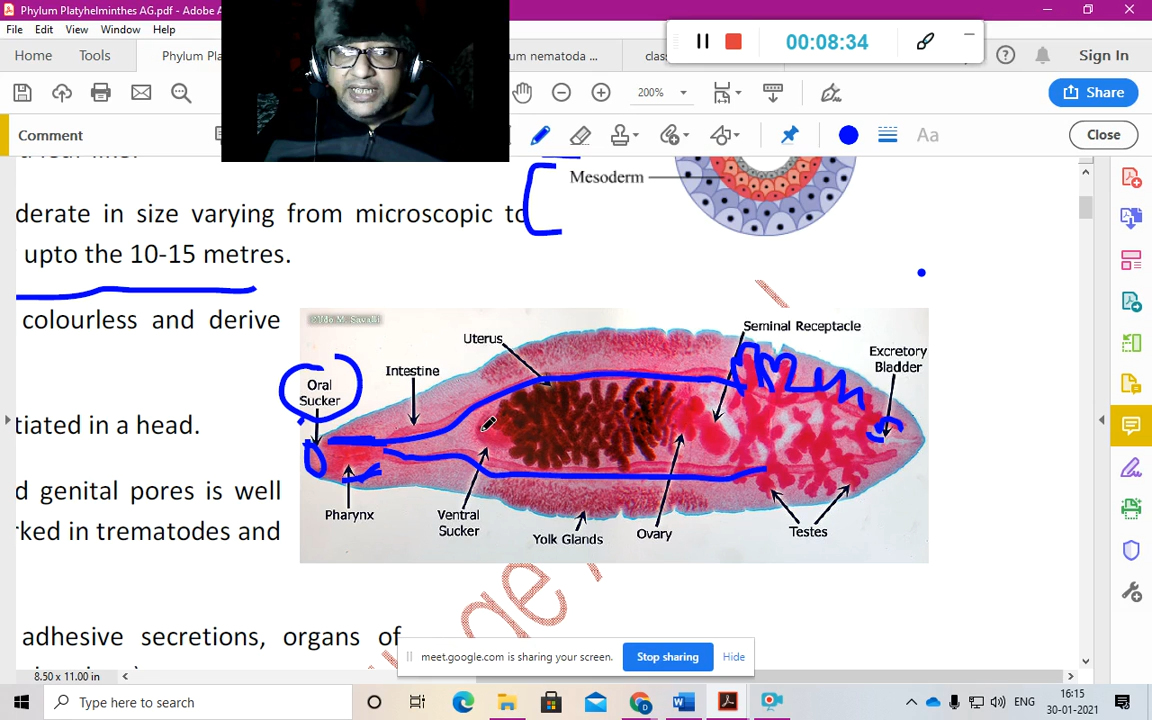 Phylum Platyhelminthes AG.pdf - Adobe A
File Edit View Window Help
00:08:34
Home Tools Phylum Pla
um nematoda ... clas
Sign In
200%
Share
Comment
Aa
Close
Mesoderm
derate in size varying from microscopic to
upto the 10-15 metres.
colourless and derive
tiated in a head.
d genital pores is well
rked in trematodes and
adhesive secretions, organs of
Seminal Receptacle
Uterus
Excretory
Bladder
Intestine
Oral
Sucker
Pharynx
Ventral
Sucker
Yolk Glands
Ovary
Testes
meet.google.com is sharing your screen. Stop sharing Hide
8.50 x 11.00 in
Type here to search
ENG
16:15
30-01-2021